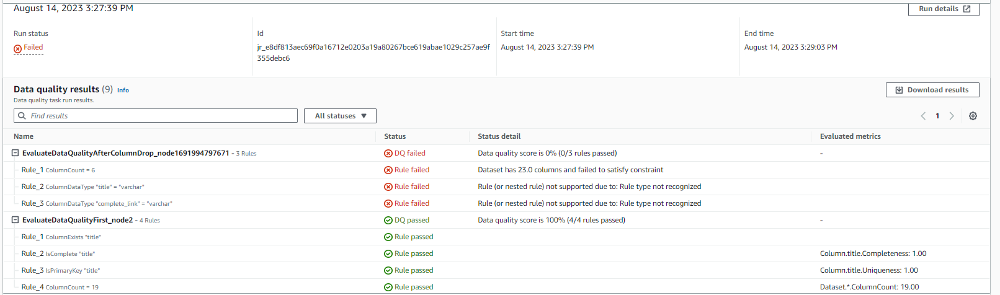 August 14, 2023 3:27:39 PM
Run details
Run status
Id
Start time
End time
Failed
jr_e8df813aec69f0a16712e0203a19a80267bce619abae1029c257ae9f
355debc6
August 14, 2023 3:27:39 PM
August 14, 2023 3:29:03 PM
Data quality results (9) Info
Data quality task run results.
Download results
Find results
All statuses
1
Name Status Status detail Evaluated metrics
EvaluateDataQualityAfterColumnDrop_node1691994797671 - 3 Rules DQ failed Data quality score is 0% (0/3 rules passed) -
Rule_1 ColumnCount = 6 Rule failed Dataset has 23.0 columns and failed to satisfy constraint
Rule_2 ColumnDataType "title" = "varchar" Rule failed Rule (or nested rule) not supported due to: Rule type not recognized
Rule_3 ColumnDataType "complete_link" = "varchar" Rule failed Rule (or nested rule) not supported due to: Rule type not recognized
EvaluateDataQualityFirst_node2 - 4 Rules DQ passed Data quality score is 100% (4/4 rules passed) -
Rule_1 ColumnExists "title" Rule passed
Rule_2 IsComplete "title" Rule passed Column.title.Completeness: 1.00
Rule_3 IsPrimaryKey "title" Rule passed Column.title.Uniqueness: 1.00
Rule_4 ColumnCount = 19 Rule passed Dataset.*.ColumnCount: 19.00